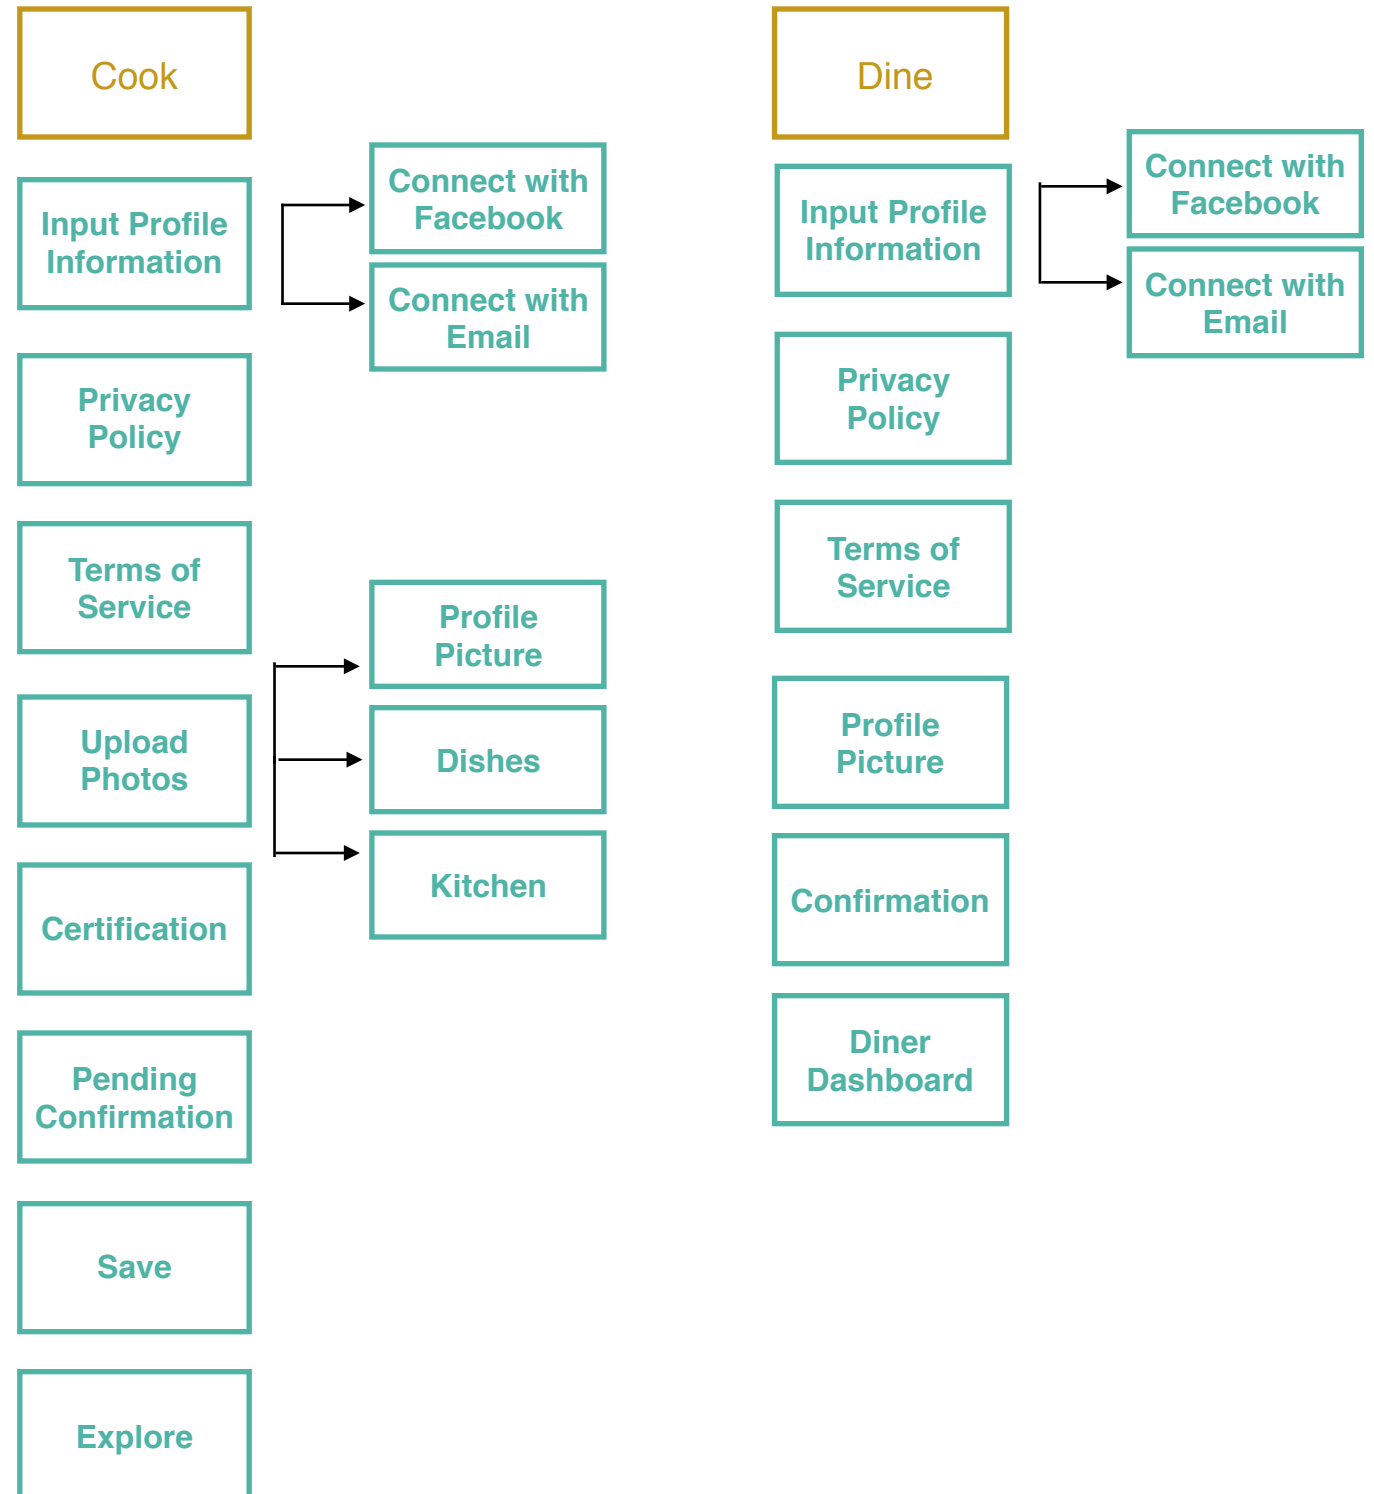 Cook
Input Profile
Information
Connect with
Facebook
Connect with
Email
Privacy
Policy
Terms of
Service
Upload
Photos
Profile
Picture
Dishes
Kitchen
Certification
Pending
Confirmation
Save
Explore
Dine
Input Profile
Information
Connect with
Facebook
Connect with
Email
Privacy
Policy
Terms of
Service
Profile
Picture
Confirmation
Diner
Dashboard